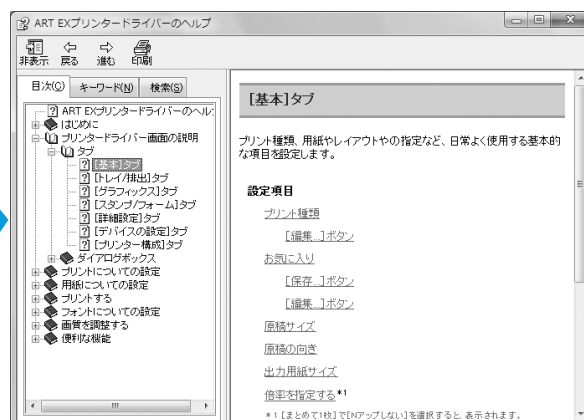 ART EXプリンタードライバーのヘルプ
非表示 戻る 進む 印刷
目次(C) キーワード(N) 検索(S)
ART EXプリンタードライバーのヘル
はじめに
プリンタードライバー画面の説明
タブ
[基本]タブ
[トレイ/排出]タブ
[グラフィックス]タブ
[スタンプ/フォーム]タブ
[詳細設定]タブ
[デバイスの設定]タブ
[プリンター構成]タブ
ダイアログボックス
プリントについての設定
用紙についての設定
プリントする
フォントについての設定
画質を調整する
便利な機能
[基本]タブ
プリント種類、用紙やレイアウトやの指定など、日常よく使用する基本的
な項目を設定します。
設定項目
プリント種類
[編集...]ボタン
お気に入り
[保存...]ボタン
[編集...]ボタン
原稿サイズ
原稿の向き
出力用紙サイズ
倍率を指定する*1
*1 [まとめて1枚]で[Nアップしない]を選択すると、表示されます。